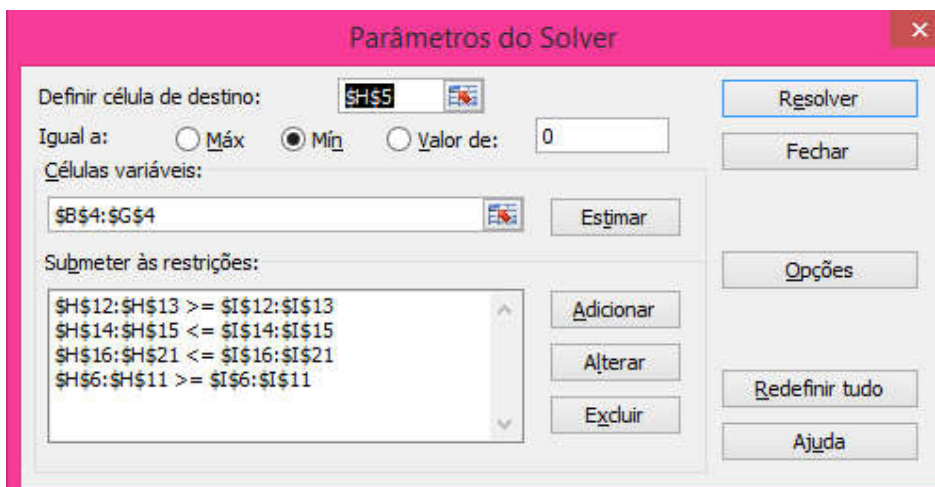 Parâmetros do Solver
Definir célula de destino: $H$5
Resolver
Igual a: Máx Mín Valor de: 0
Fechar
Células variáveis:
$B$4:$G$4
Estimar
Submeter às restrições:
Opções
$H$12:$H$13 >= $I$12:$I$13
$H$14:$H$15 <= $I$14:$I$15
$H$16:$H$21 <= $I$16:$I$21
$H$6:$H$11 >= $I$6:$I$11
Adicionar
Alterar
Excluir
Redefinir tudo
Ajuda